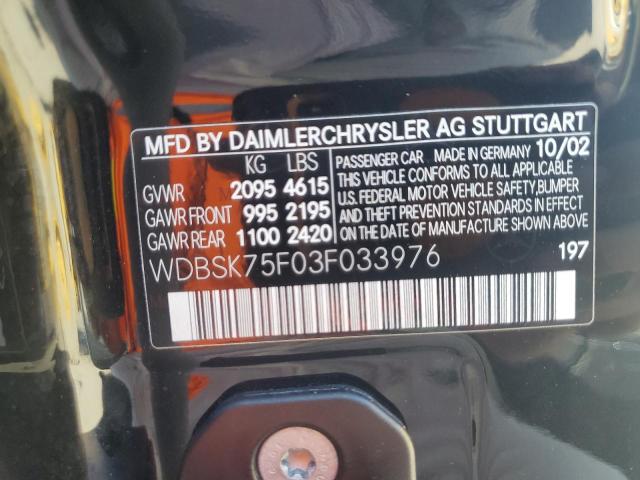 MFD BY DAIMLERCHRYSLER AG STUTTGART
KG LBS
GVWR 2095 4615
GAWR FRONT 995 2195
GAWR REAR 1100 2420
PASSENGER CAR MADE IN GERMANY 10/02
THIS VEHICLE CONFORMS TO ALL APPLICABLE
U.S. FEDERAL MOTOR VEHICLE SAFETY,BUMPER
AND THEFT PREVENTION STANDARDS IN EFFECT
ON THE DATE OF MANUFACTURE SHOWN ABOVE.
WDBSK75F03F033976 197